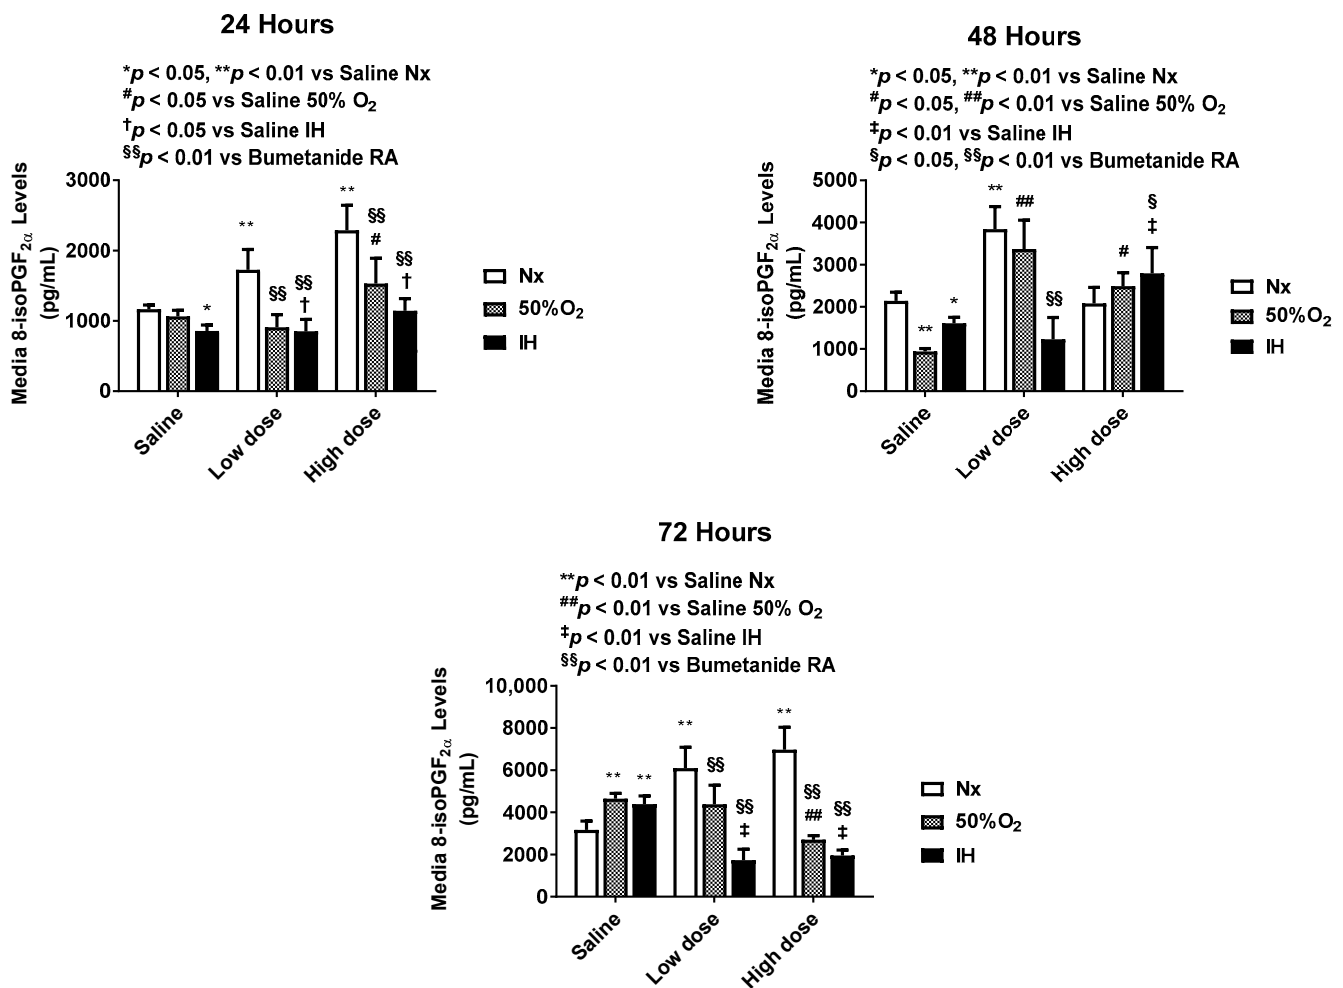 24 Hours
*p < 0.05, **p < 0.01 vs Saline Nx
#p < 0.05 vs Saline 50% O2
†p < 0.05 vs Saline IH
§§p < 0.01 vs Bumetanide RA
Media 8-isoPGF2α Levels
(pg/mL)
3000
2000
1000
0
**
**
*
§§
§§
†
§§
#
§§
†
Saline
Low dose
High dose
Nx
50%O2
IH
48 Hours
*p < 0.05, **p < 0.01 vs Saline Nx
#p < 0.05, ##p < 0.01 vs Saline 50% O2
‡p < 0.01 vs Saline IH
§p < 0.05, §§p < 0.01 vs Bumetanide RA
Media 8-isoPGF2α Levels
(pg/mL)
5000
4000
3000
2000
1000
0
**
*
**
##
§§
#
§
‡
Saline
Low dose
High dose
Nx
50%O2
IH
72 Hours
**p < 0.01 vs Saline Nx
##p < 0.01 vs Saline 50% O2
‡p < 0.01 vs Saline IH
§§p < 0.01 vs Bumetanide RA
Media 8-isoPGF2α Levels
(pg/mL)
10,000
8000
6000
4000
2000
0
**
**
**
§§
§§
‡
**
§§
##
§§
‡
Saline
Low dose
High dose
Nx
50%O2
IH